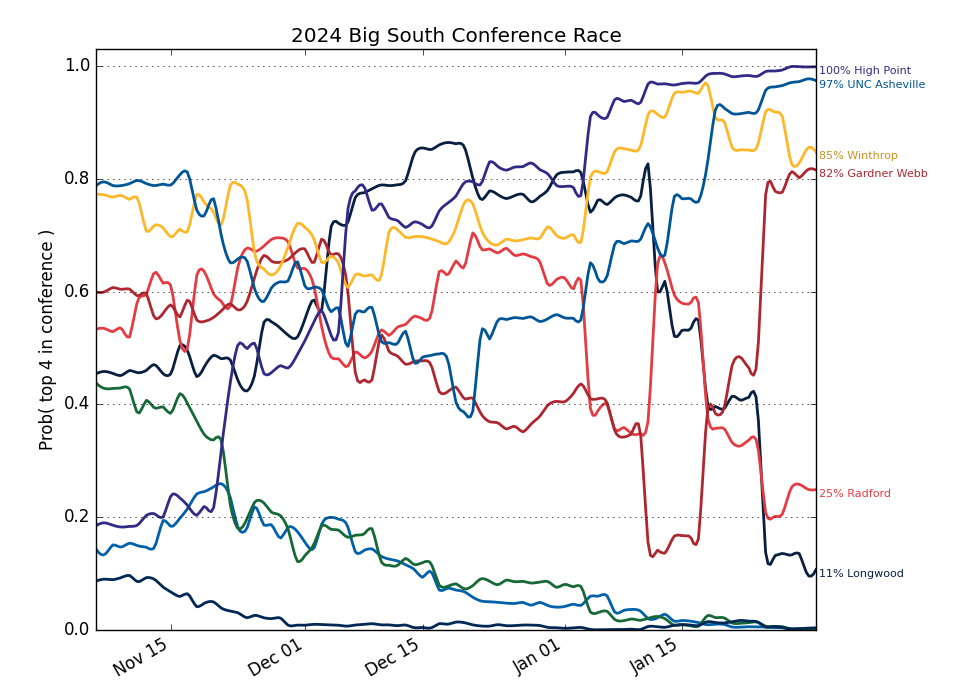 2024 Big South Conference Race
Prob( top 4 in conference )
1.0
0.8
0.6
0.4
0.2
0.0
Nov 15
Dec 01
Dec 15
Jan 01
Jan 15
100% High Point
97% UNC Asheville
85% Winthrop
82% Gardner Webb
25% Radford
11% Longwood